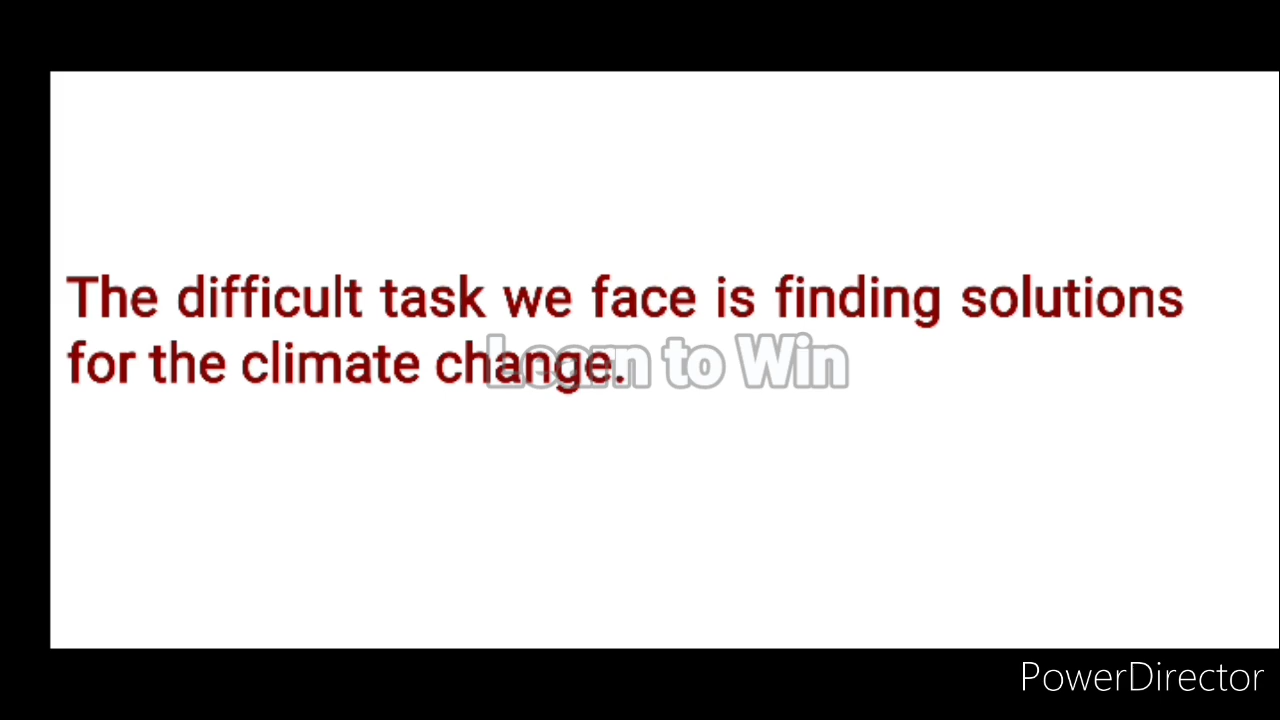 The difficult task we face is finding solutions
for the climate change.
Learn to Win
PowerDirector